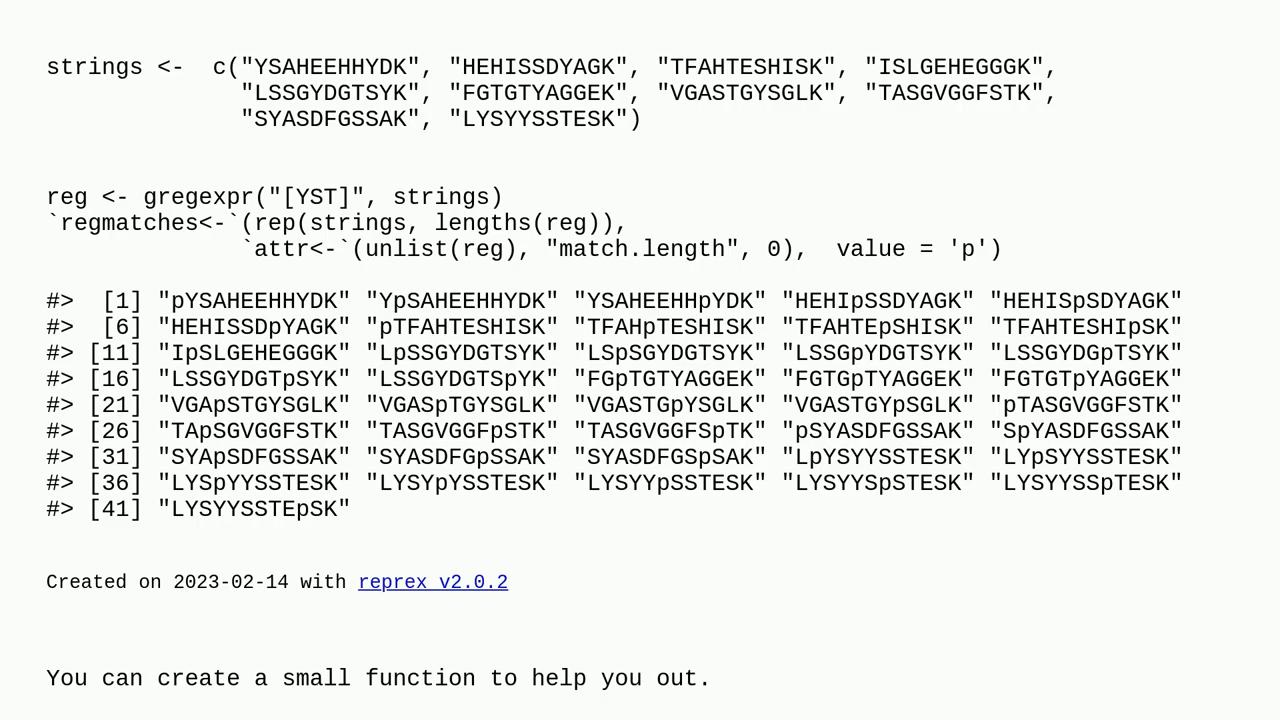 strings <-  c("YSAHEEHHYDK", "HEHISSDYAGK", "TFAHTESHISK", "ISLGEHEGGGK",
              "LSSGYDGTSYK", "FGTGTYAGGEK", "VGASTGYSGLK", "TASGVGGFSTK",
              "SYASDFGSSAK", "LYSYYSSTESK")
reg <- gregexpr("[YST]", strings)
`regmatches<-`(rep(strings, lengths(reg)),
              `attr<-`(unlist(reg), "match.length", 0),  value = 'p')
#>  [1] "pYSAHEEHHYDK" "YpSAHEEHHYDK" "YSAHEEHHpYDK" "HEHIpSSDYAGK" "HEHISpSDYAGK"
#>  [6] "HEHISSDpYAGK" "pTFAHTESHISK" "TFAHpTESHISK" "TFAHTEpSHISK" "TFAHTESHIpSK"
#> [11] "IpSLGEHEGGGK" "LpSSGYDGTSYK" "LSpSGYDGTSYK" "LSSGpYDGTSYK" "LSSGYDGpTSYK"
#> [16] "LSSGYDGTpSYK" "LSSGYDGTSpYK" "FGpTGTYAGGEK" "FGTGpTYAGGEK" "FGTGTpYAGGEK"
#> [21] "VGApSTGYSGLK" "VGASpTGYSGLK" "VGASTGpYSGLK" "VGASTGYpSGLK" "pTASGVGGFSTK"
#> [26] "TApSGVGGFSTK" "TASGVGGFpSTK" "TASGVGGFSpTK" "pSYASDFGSSAK" "SpYASDFGSSAK"
#> [31] "SYApSDFGSSAK" "SYASDFGpSSAK" "SYASDFGSpSAK" "LpYSYYSSTESK" "LYpSYYSSTESK"
#> [36] "LYSpYYSSTESK" "LYSYpYSSTESK" "LYSYYpSSTESK" "LYSYYSpSTESK" "LYSYYSSpTESK"
#> [41] "LYSYYSSTEpSK"
Created on 2023-02-14 with reprex v2.0.2
You can create a small function to help you out.